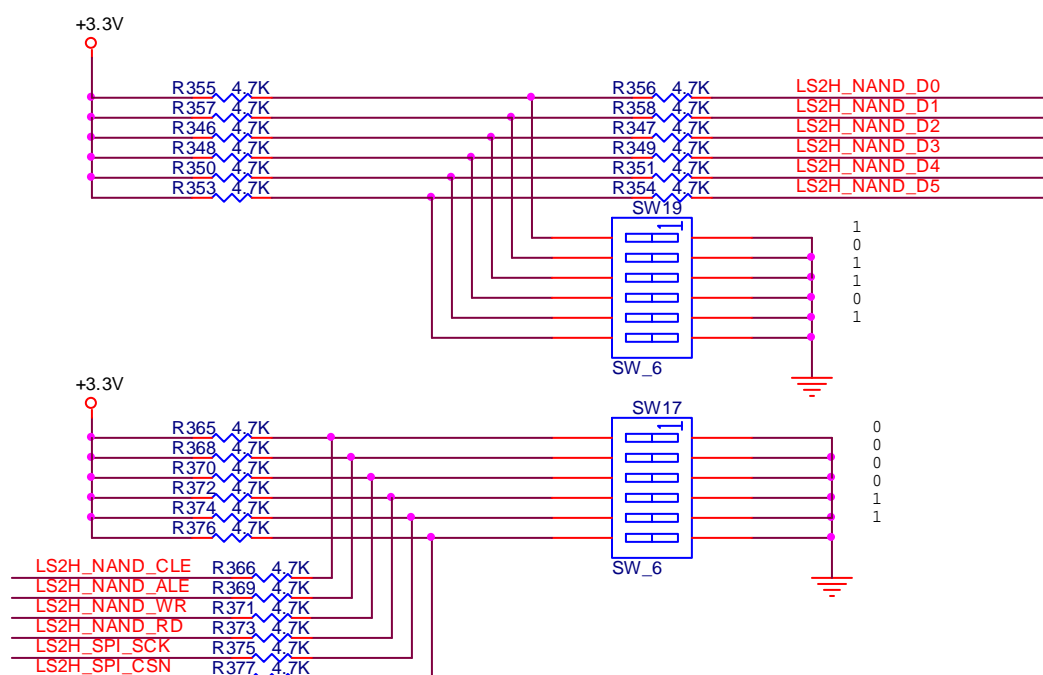 +3.3V
R355 4.7K R356 4.7K LS2H_NAND_D0
R357 4.7K R358 4.7K LS2H_NAND_D1
R346 4.7K R347 4.7K LS2H_NAND_D2
R348 4.7K R349 4.7K LS2H_NAND_D3
R350 4.7K R351 4.7K LS2H_NAND_D4
R353 4.7K R354 4.7K LS2H_NAND_D5
SW19
1
1
0
1
1
0
1
SW_6
+3.3V
SW17
R365 4.7K
R368 4.7K
R370 4.7K
R372 4.7K
R374 4.7K
R376 4.7K
1
0
0
0
0
1
1
SW_6
LS2H_NAND_CLE R366 4.7K
LS2H_NAND_ALE R369 4.7K
LS2H_NAND_WR R371 4.7K
LS2H_NAND_RD R373 4.7K
LS2H_SPI_SCK R375 4.7K
LS2H_SPI_CSN R377 4.7K